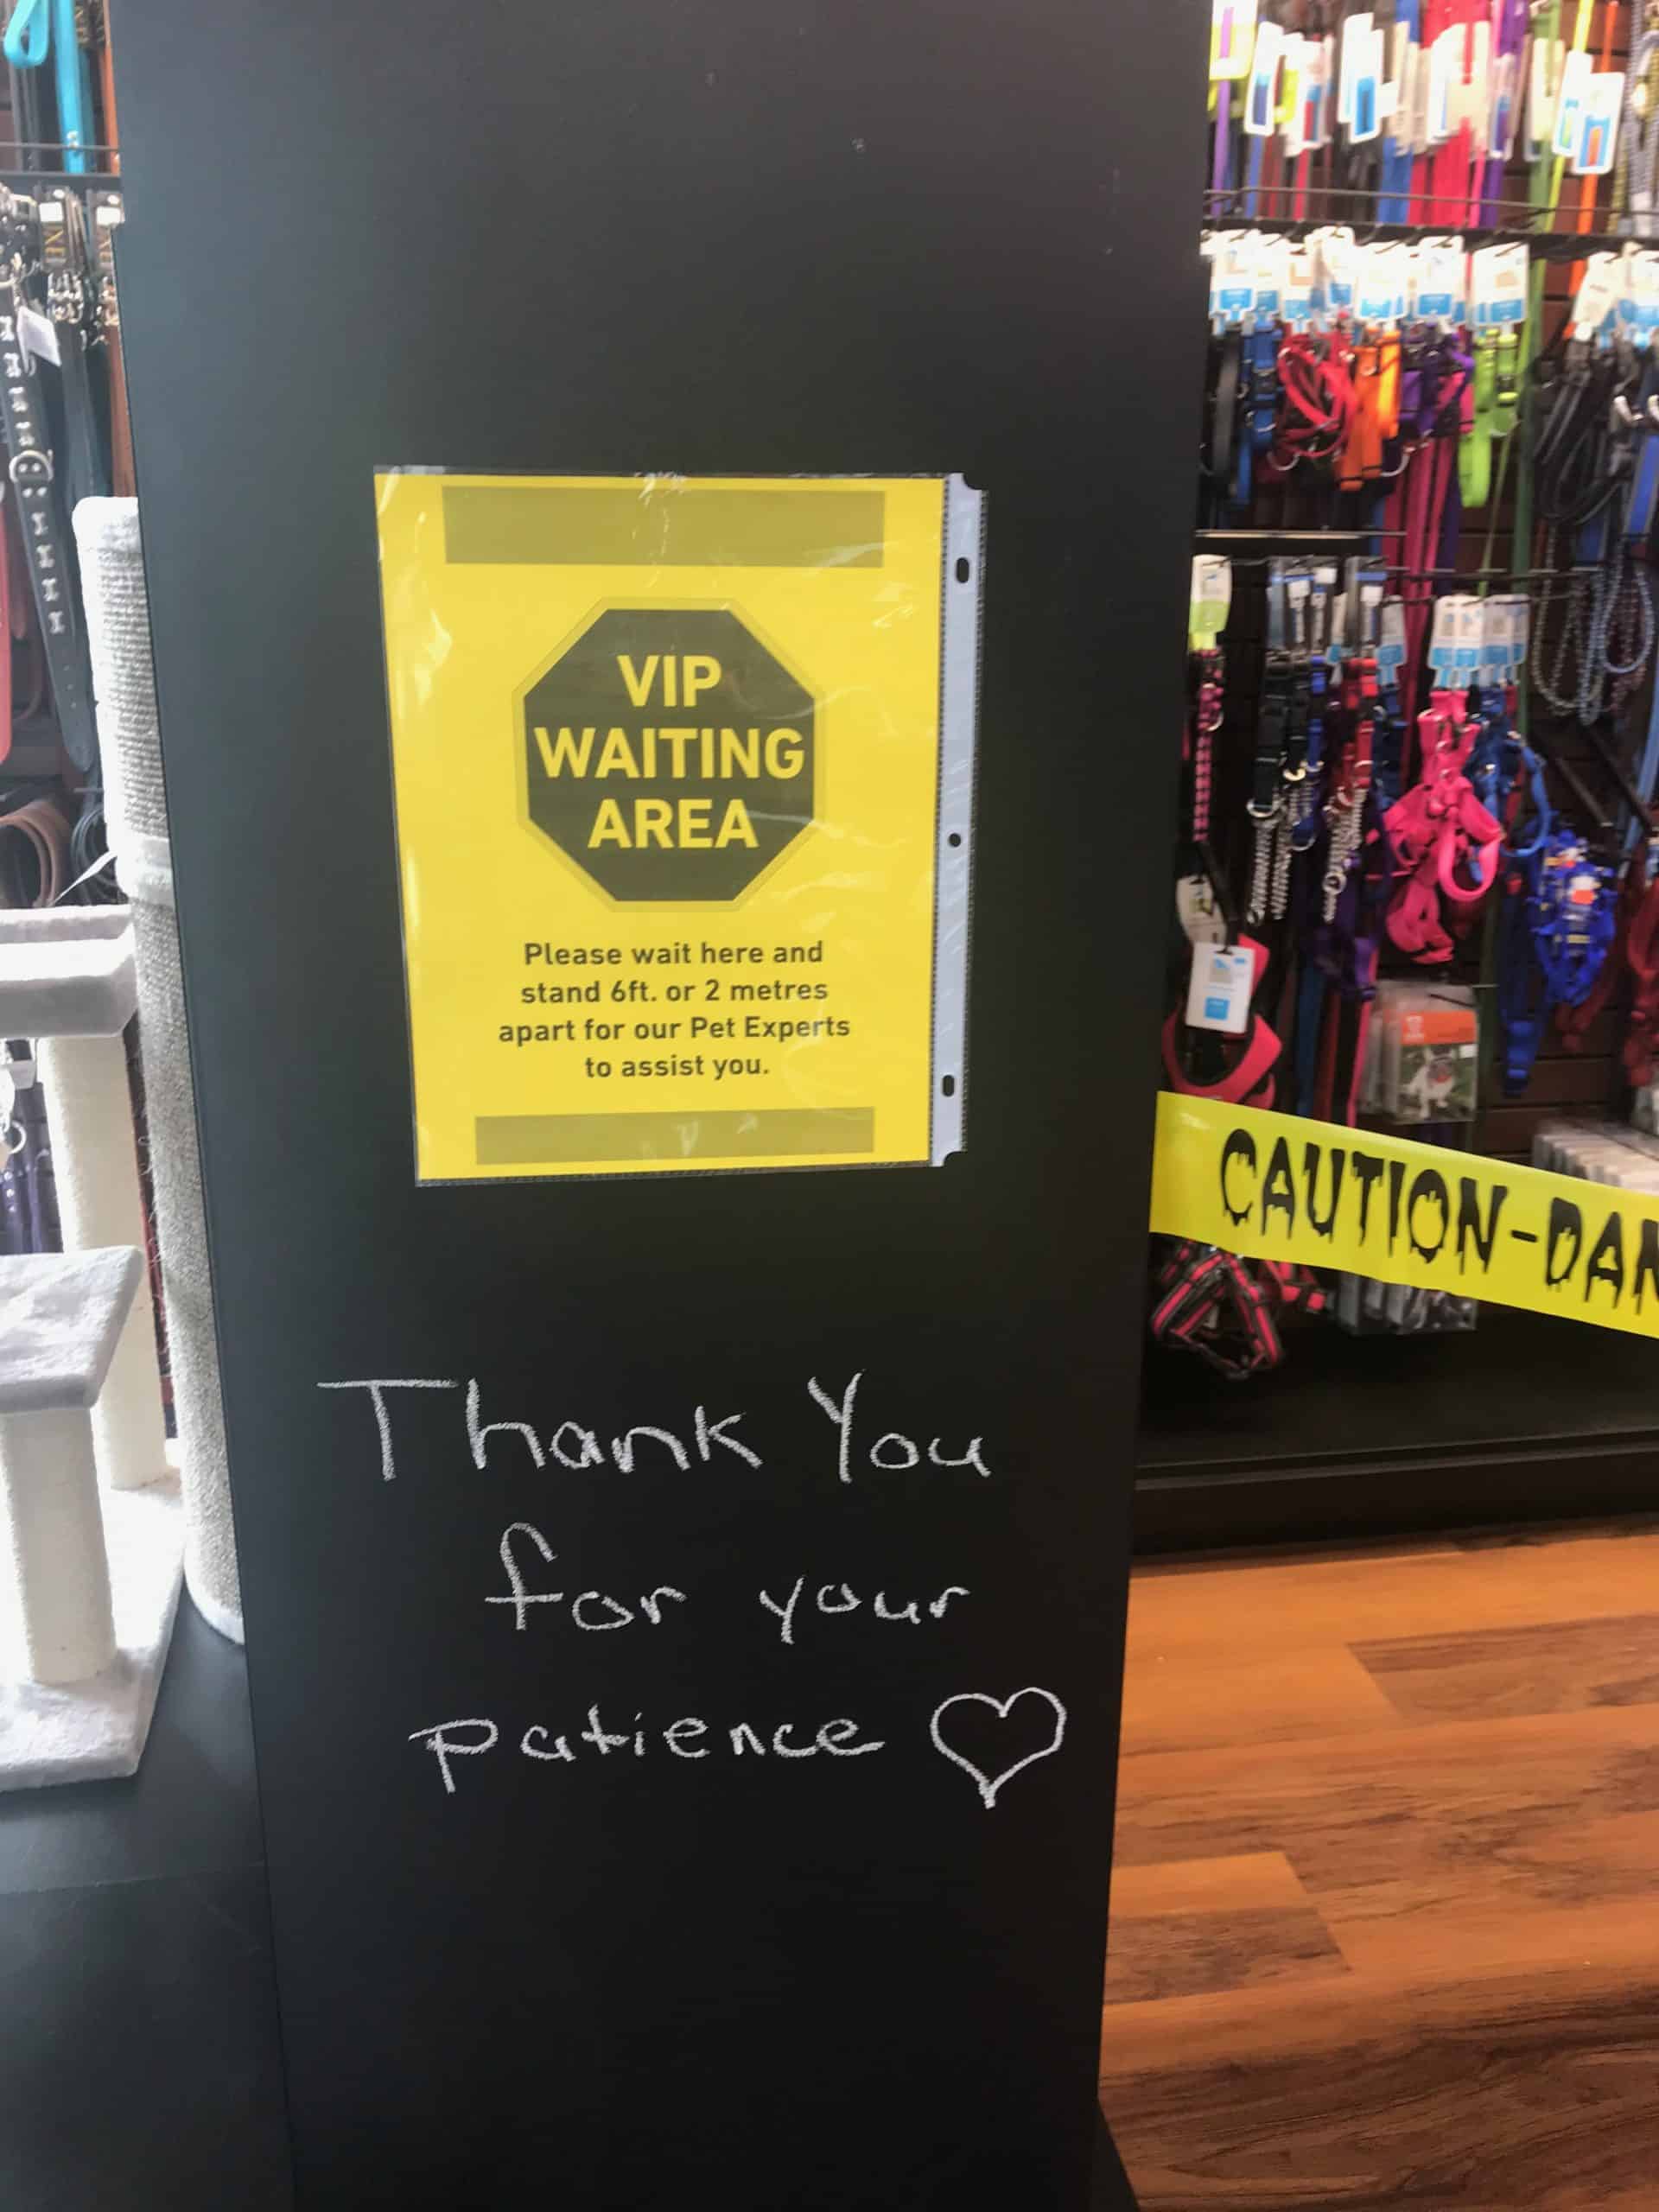 VIP
WAITING
AREA
Please wait here and
stand 6ft. or 2 metres
apart for our Pet Experts
to assist you.
CAUTION-DAN
Thank You
for your
patience